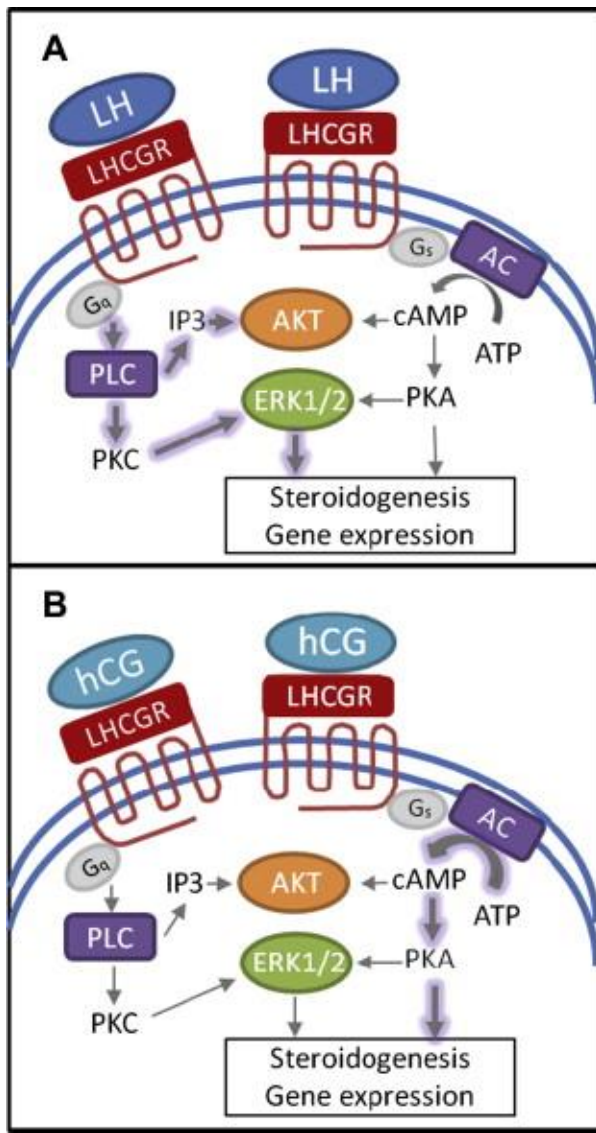 A
LH
LH
LHCGR
LHCGR
Gs
AC
Gq
IP3
AKT
cAMP
ATP
PLC
ERK1/2
PKA
PKC
Steroidogenesis
Gene expression
B
hCG
hCG
LHCGR
LHCGR
Gs
AC
Gq
IP3
AKT
cAMP
ATP
PLC
ERK1/2
PKA
PKC
Steroidogenesis
Gene expression